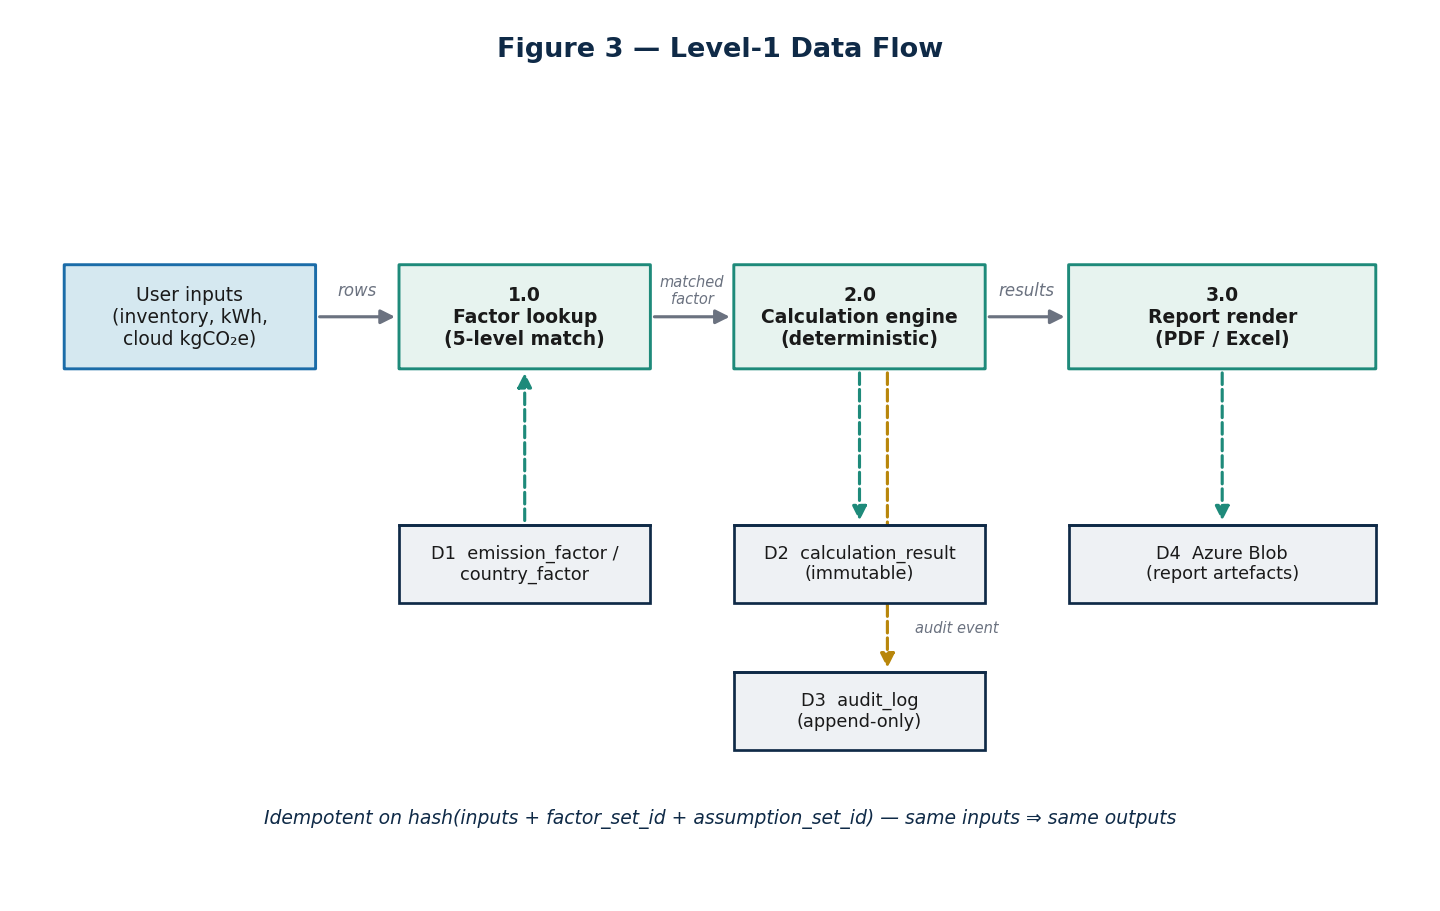 Figure 3 — Level-1 Data Flow
User inputs
(inventory, kWh,
cloud kgCO₂e)
rows
1.0
Factor lookup
(5-level match)
matched
factor
2.0
Calculation engine
(deterministic)
results
3.0
Report render
(PDF / Excel)
D1  emission_factor /
country_factor
D2  calculation_result
(immutable)
D4  Azure Blob
(report artefacts)
audit event
D3  audit_log
(append-only)
Idempotent on hash(inputs + factor_set_id + assumption_set_id) — same inputs ⇒ same outputs